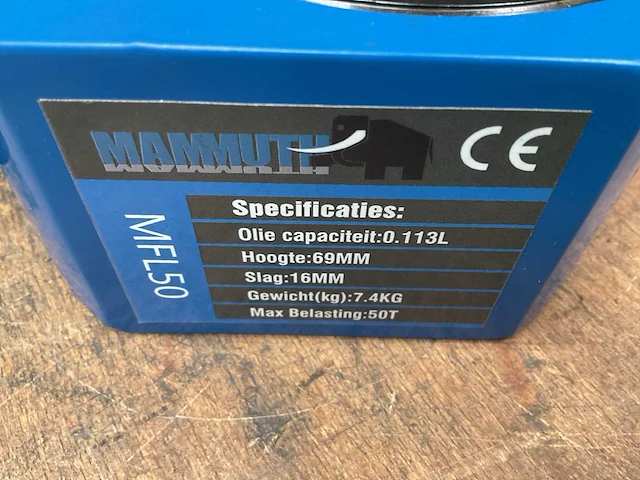 MAMMUTH
CE
MFL50
Specificaties:
Olie capaciteit:0.113L
Hoogte:69MM
Slag:16MM
Gewicht(kg):7.4KG
Max Belasting:50T